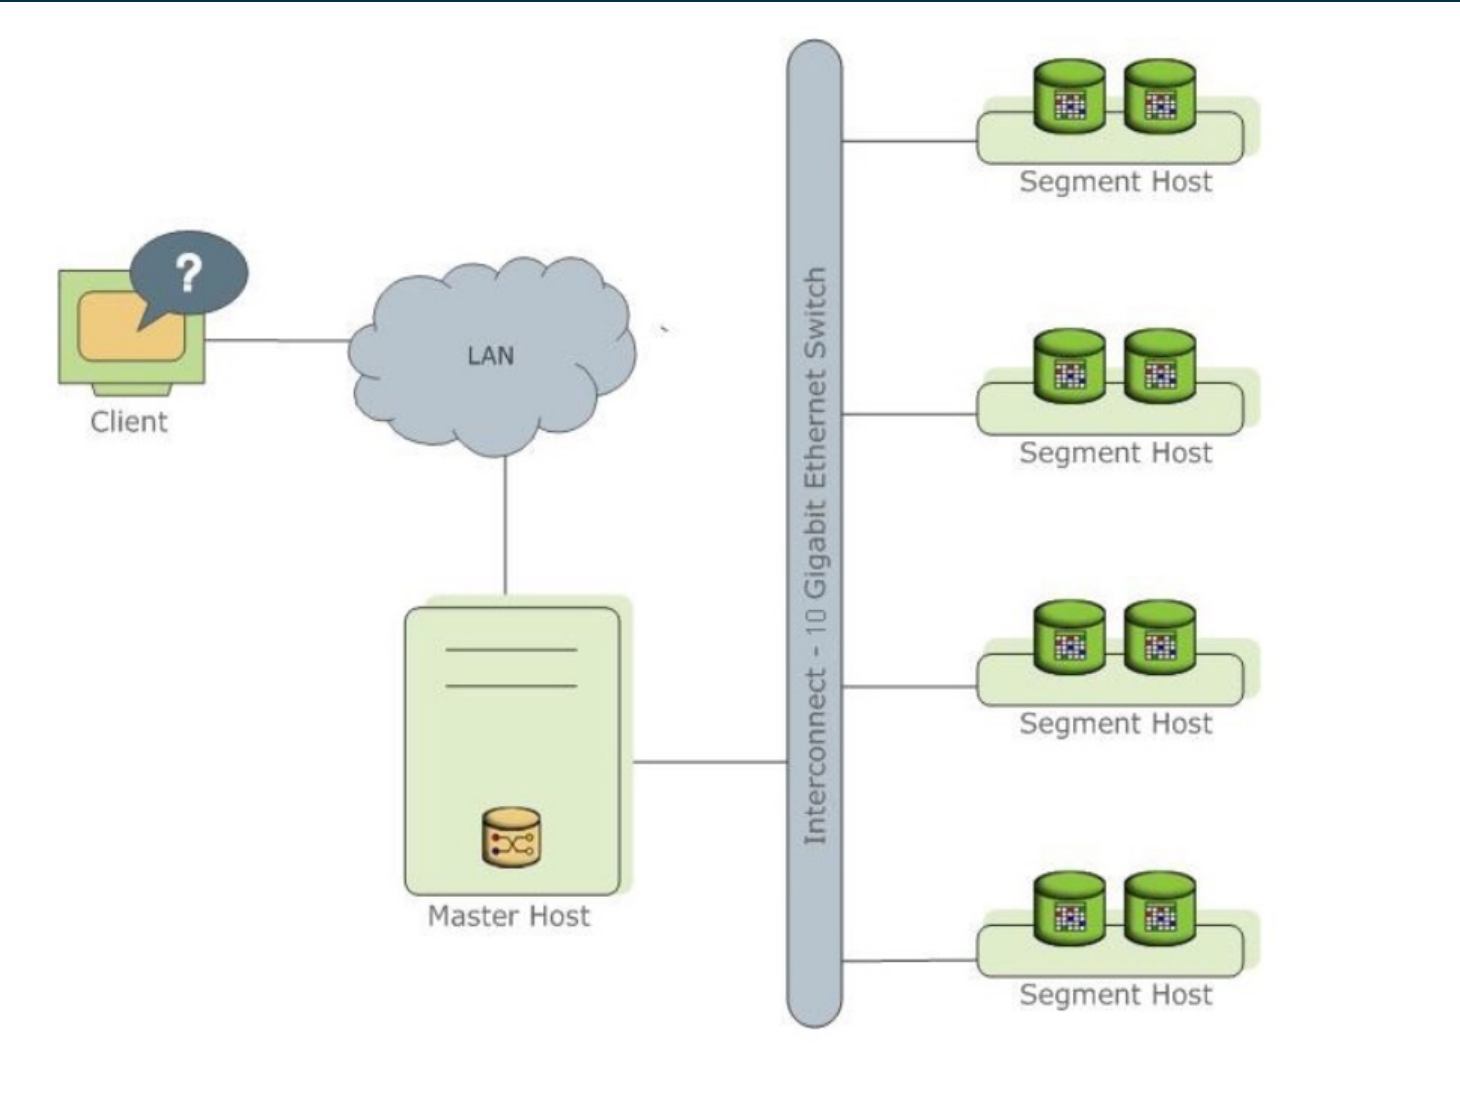 ?
Client
LAN
Master Host
Interconnect - 10 Gigabit Ethernet Switch
Segment Host
Segment Host
Segment Host
Segment Host